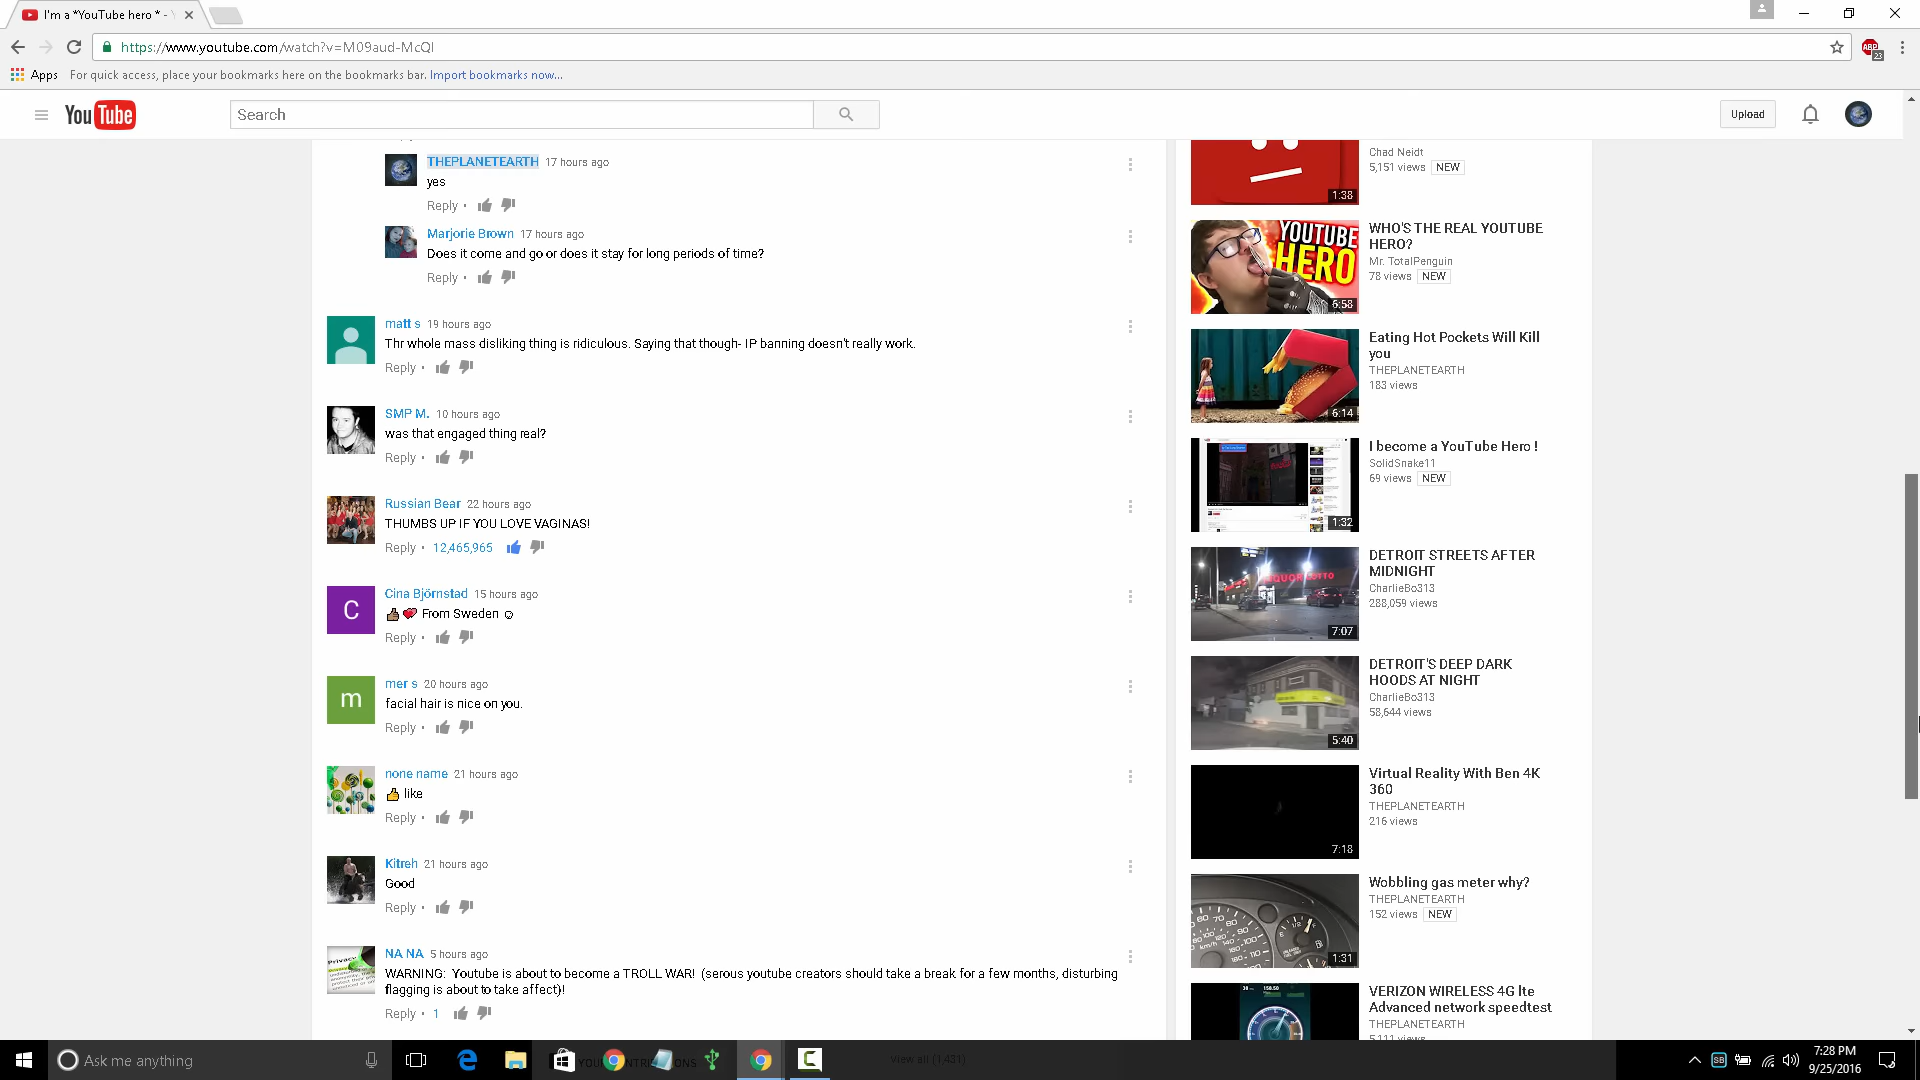 I'm a *YouTube hero * -
https://www.youtube.com/watch?v=M09aud-McQI
ABP
23
Apps For quick access, place your bookmarks here on the bookmarks bar. Import bookmarks now...
YouTube
Search
Upload
THEPLANETEARTH 17 hours ago
yes
Reply •
Marjorie Brown 17 hours ago
Does it come and go or does it stay for long periods of time?
Reply •
matt s 19 hours ago
Thr whole mass disliking thing is ridiculous. Saying that though- IP banning doesn't really work.
Reply •
SMP M. 10 hours ago
was that engaged thing real?
Reply •
Russian Bear 22 hours ago
THUMBS UP IF YOU LOVE VAGINAS!
Reply • 12,465,965
C
Cina Björnstad 15 hours ago
👍❤ From Sweden ☺
Reply •
m
mer s 20 hours ago
facial hair is nice on you.
Reply •
none name 21 hours ago
👍 like
Reply •
Kitreh 21 hours ago
Good
Reply •
Privacy
NA NA 5 hours ago
WARNING: Youtube is about to become a TROLL WAR! (serous youtube creators should take a break for a few months, disturbing
flagging is about to take affect)!
Reply • 1
Chad Neidt
5,151 views NEW
1:38
YOUTUBE
HERO
6:58
WHO'S THE REAL YOUTUBE
HERO?
Mr. TotalPenguin
78 views NEW
6:14
Eating Hot Pockets Will Kill
you
THEPLANETEARTH
183 views
1:32
I become a YouTube Hero !
SolidSnake11
69 views NEW
LIQUOR LOTTO
7:07
DETROIT STREETS AFTER
MIDNIGHT
CharlieBo313
288,059 views
5:40
DETROIT'S DEEP DARK
HOODS AT NIGHT
CharlieBo313
58,644 views
7:18
Virtual Reality With Ben 4K
360
THEPLANETEARTH
216 views
1:31
Wobbling gas meter why?
THEPLANETEARTH
152 views NEW
VERIZON WIRELESS 4G lte
Advanced network speedtest
THEPLANETEARTH
5,111 views
Ask me anything
View all (1,431)
SB
7:28 PM
9/25/2016